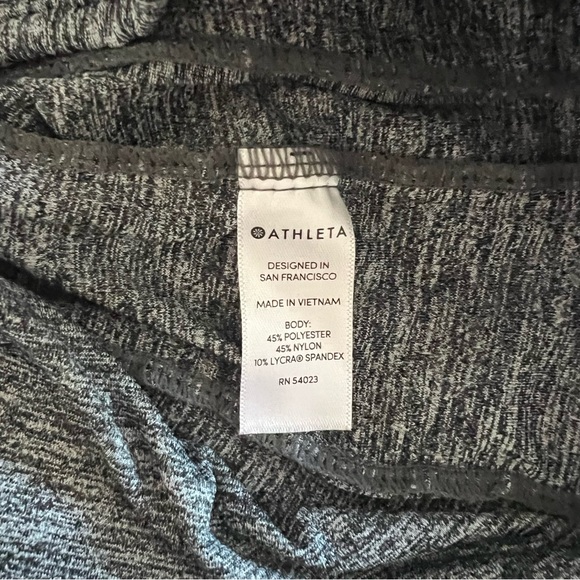 ATHLETA
DESIGNED IN
SAN FRANCISCO
MADE IN VIETNAM
BODY:
45% POLYESTER
45% NYLON
10% LYCRA® SPANDEX
RN 54023